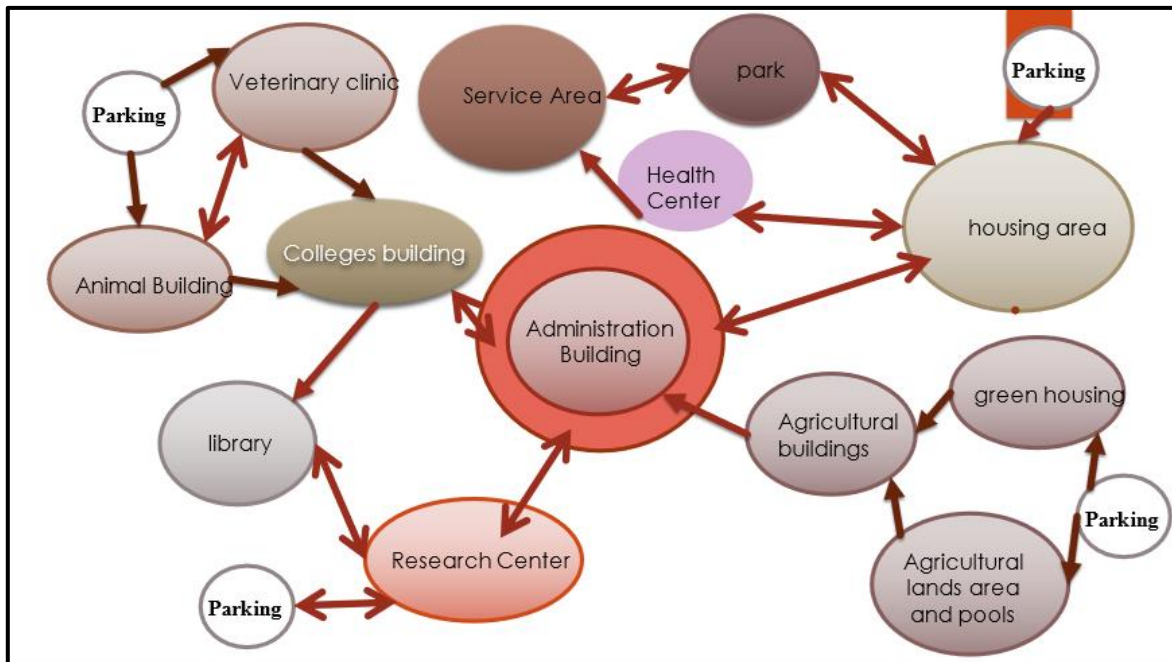 Veterinary clinic
Parking
Service Area
park
Parking
Health
Center
housing area
Colleges building
Animal Building
Administration
Building
green housing
Agricultural
buildings
library
Parking
Research Center
Agricultural
lands area
and pools
Parking